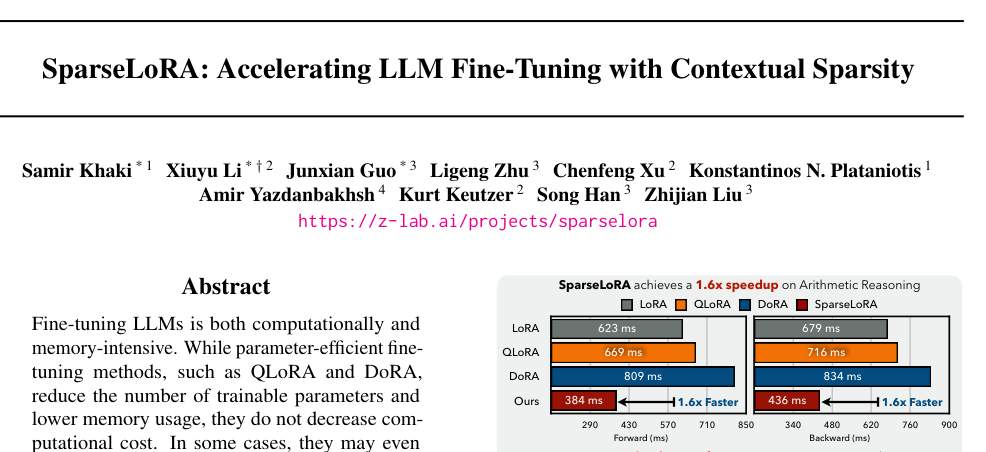 SparseLoRA: Accelerating LLM Fine-Tuning with Contextual Sparsity
Samir Khaki * 1 Xiuyu Li * † 2 Junxian Guo * 3 Ligeng Zhu 3 Chenfeng Xu 2 Konstantinos N. Plataniotis 1
Amir Yazdanbakhsh 4 Kurt Keutzer 2 Song Han 3 Zhijian Liu 3
https://z-lab.ai/projects/sparselora
Abstract
Fine-tuning LLMs is both computationally and
memory-intensive. While parameter-efficient fine-
tuning methods, such as QLoRA and DoRA,
reduce the number of trainable parameters and
lower memory usage, they do not decrease com-
putational cost. In some cases, they may even
SparseLoRA achieves a 1.6x speedup on Arithmetic Reasoning
LoRA QLoRA DoRA SparseLoRA
LoRA 623 ms 679 ms
QLoRA 669 ms 716 ms
DoRA 809 ms 834 ms
Ours 384 ms 1.6x Faster 436 ms 1.6x Faster
290 430 570 710 850 340 480 620 760 900
Forward (ms) Backward (ms)